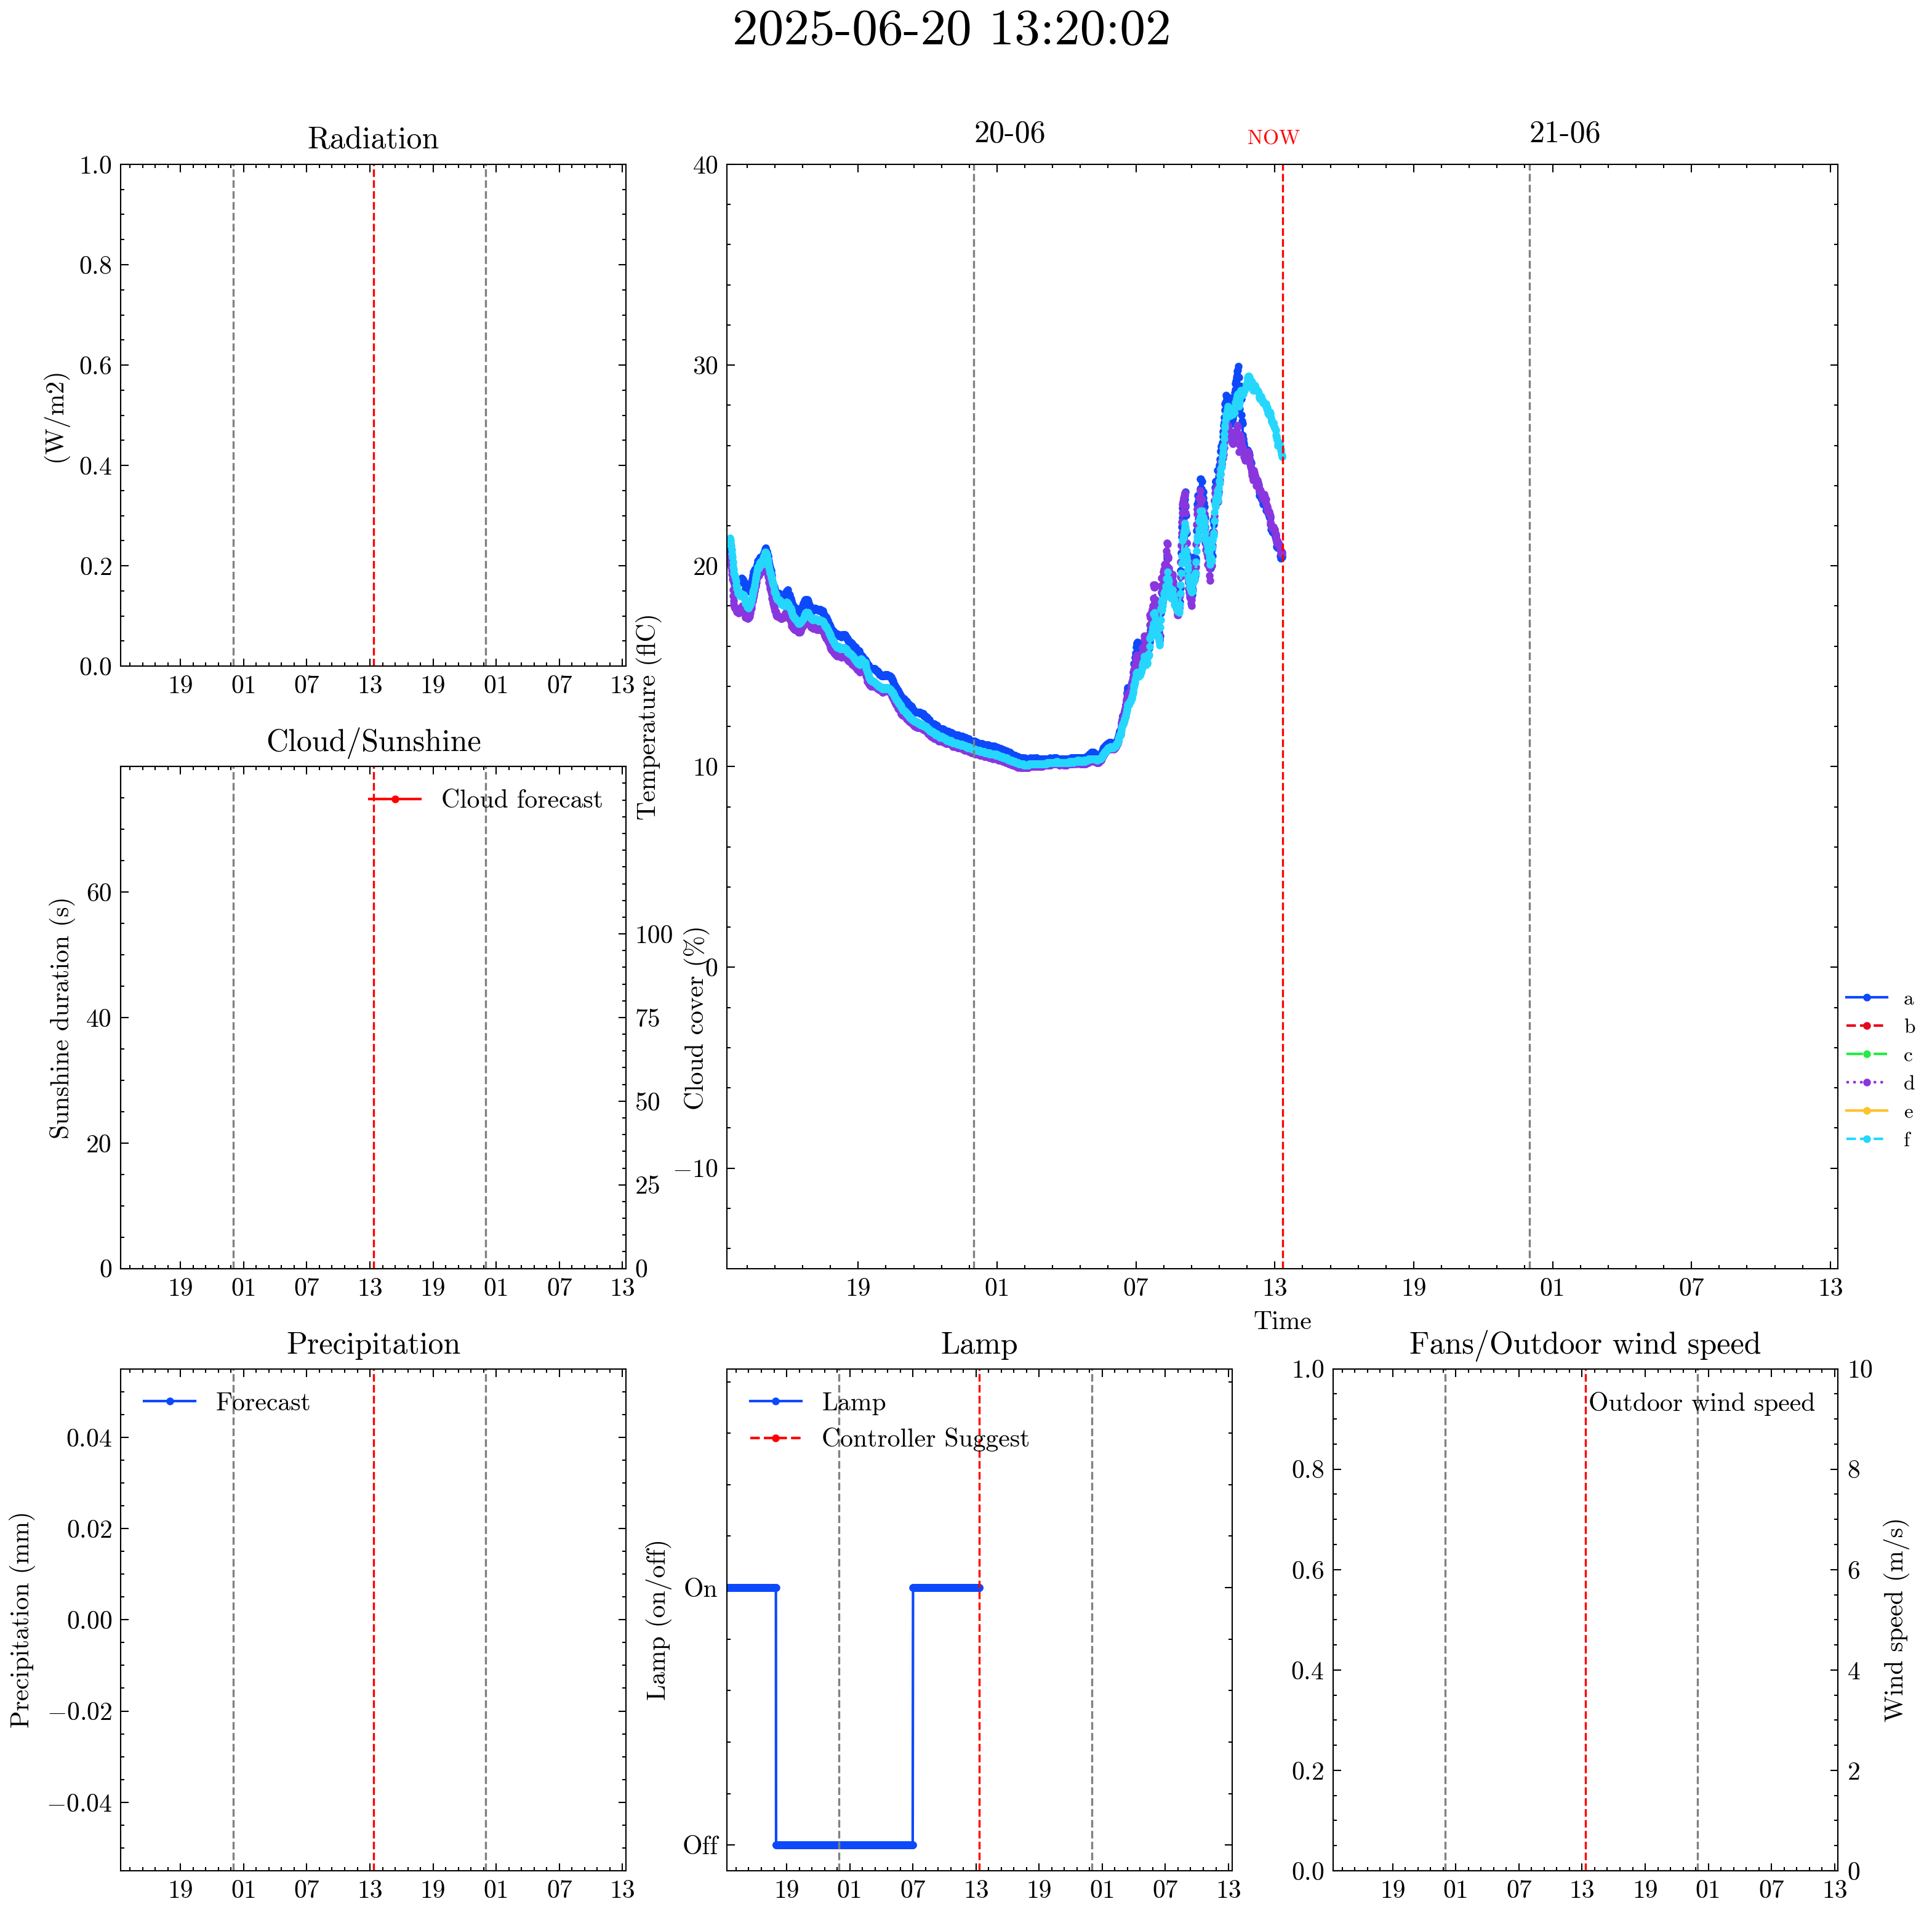 2025-06-20 13:20:02
Radiation
1.0
0.8
0.6
0.4
0.2
0.0
(W/m2)
19 01 07 13 19 01 07 13
20-06
NOW
21-06
40
30
20
10
0
−10
Temperature (flC)
19 01 07 13 19 01 07 13
Time
a
b
c
d
e
f
Cloud/Sunshine
Cloud forecast
60
40
20
0
Sunshine duration (s)
100
75
50
25
0
Cloud cover (%)
19 01 07 13 19 01 07 13
Precipitation
Forecast
0.04
0.02
0.00
−0.02
−0.04
Precipitation (mm)
19 01 07 13 19 01 07 13
Lamp
Lamp
Controller Suggest
On
Off
Lamp (on/off)
19 01 07 13 19 01 07 13
Fans/Outdoor wind speed
Outdoor wind speed
1.0
0.8
0.6
0.4
0.2
0.0
10
8
6
4
2
0
Wind speed (m/s)
19 01 07 13 19 01 07 13